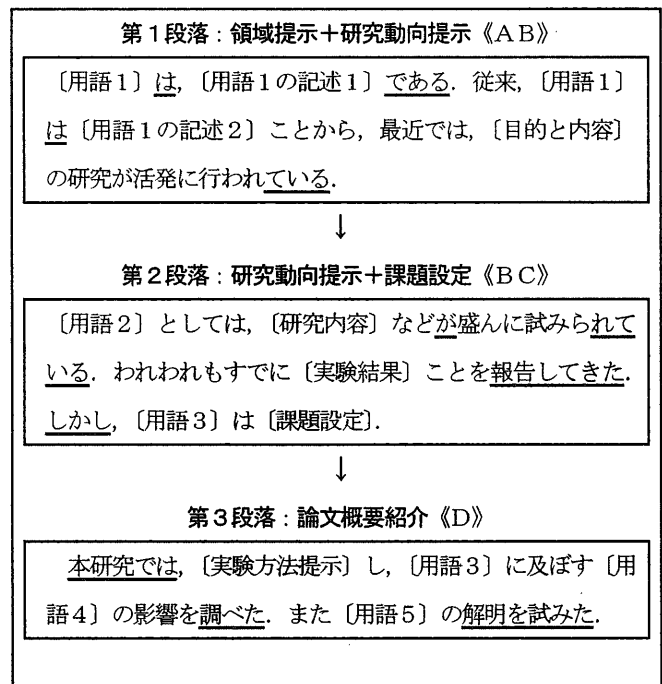 第1段落：領域提示＋研究動向提示《AB》
〔用語1〕は，〔用語1の記述1〕である．従来，〔用語1〕
は〔用語1の記述2〕ことから，最近では，〔目的と内容〕
の研究が活発に行われている．
↓
第2段落：研究動向提示＋課題設定《BC》
〔用語2〕としては，〔研究内容〕などが盛んに試みられて
いる．われわれもすでに〔実験結果〕ことを報告してきた．
しかし，〔用語3〕は〔課題設定〕．
↓
第3段落：論文概要紹介《D》
本研究では，〔実験方法提示〕し，〔用語3〕に及ぼす〔用
語4〕の影響を調べた．また〔用語5〕の解明を試みた．